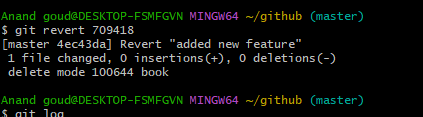 Anand goud@DESKTOP-FSMFGVN MINGW64 ~/github (master)
$ git revert 709418
[master 4ec43da] Revert "added new feature"
 1 file changed, 0 insertions(+), 0 deletions(-)
 delete mode 100644 book
Anand goud@DESKTOP-FSMFGVN MINGW64 ~/github (master)
$ git log